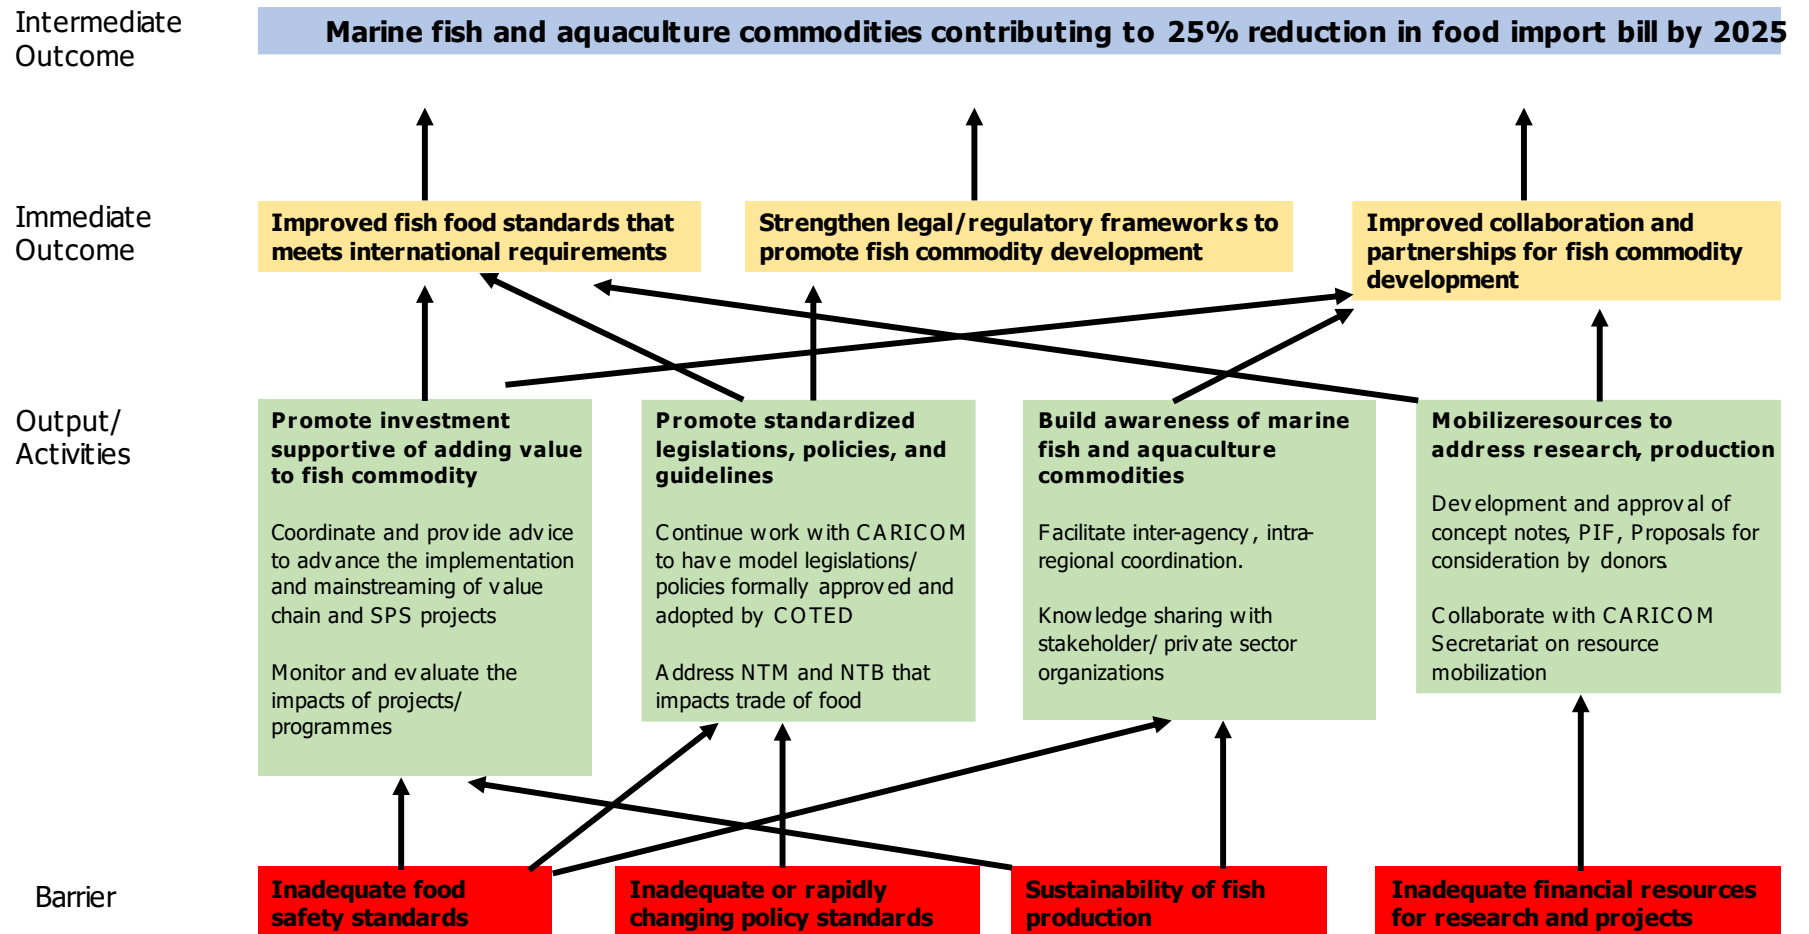 Intermediate
Outcome
Marine fish and aquaculture commodities contributing to 25% reduction in food import bill by 2025
Immediate
Outcome
Improved fish food standards that
meets international requirements
Strengthen legal/regulatory frameworks to
promote fish commodity development
Improved collaboration and
partnerships for fish commodity
development
Output/
Activities
Promote investment
supportive of adding value
to fish commodity
Coordinate and provide advice
to advance the implementation
and mainstreaming of value
chain and SPS projects
Monitor and evaluate the
impacts of projects/
programmes
Promote standardized
legislations, policies, and
guidelines
Continue work with CARICOM
to have model legislations/
policies formally approved and
adopted by COTED
Address NTM and NTB that
impacts trade of food
Build awareness of marine
fish and aquaculture
commodities
Facilitate inter-agency, intra-
regional coordination.
Knowledge sharing with
stakeholder/ private sector
organizations
Mobilizeresources to
address research, production
Development and approval of
concept notes, PIF, Proposals for
consideration by donors.
Collaborate with CARICOM
Secretariat on resource
mobilization
Barrier
Inadequate food
safety standards
Inadequate or rapidly
changing policy standards
Sustainability of fish
production
Inadequate financial resources
for research and projects